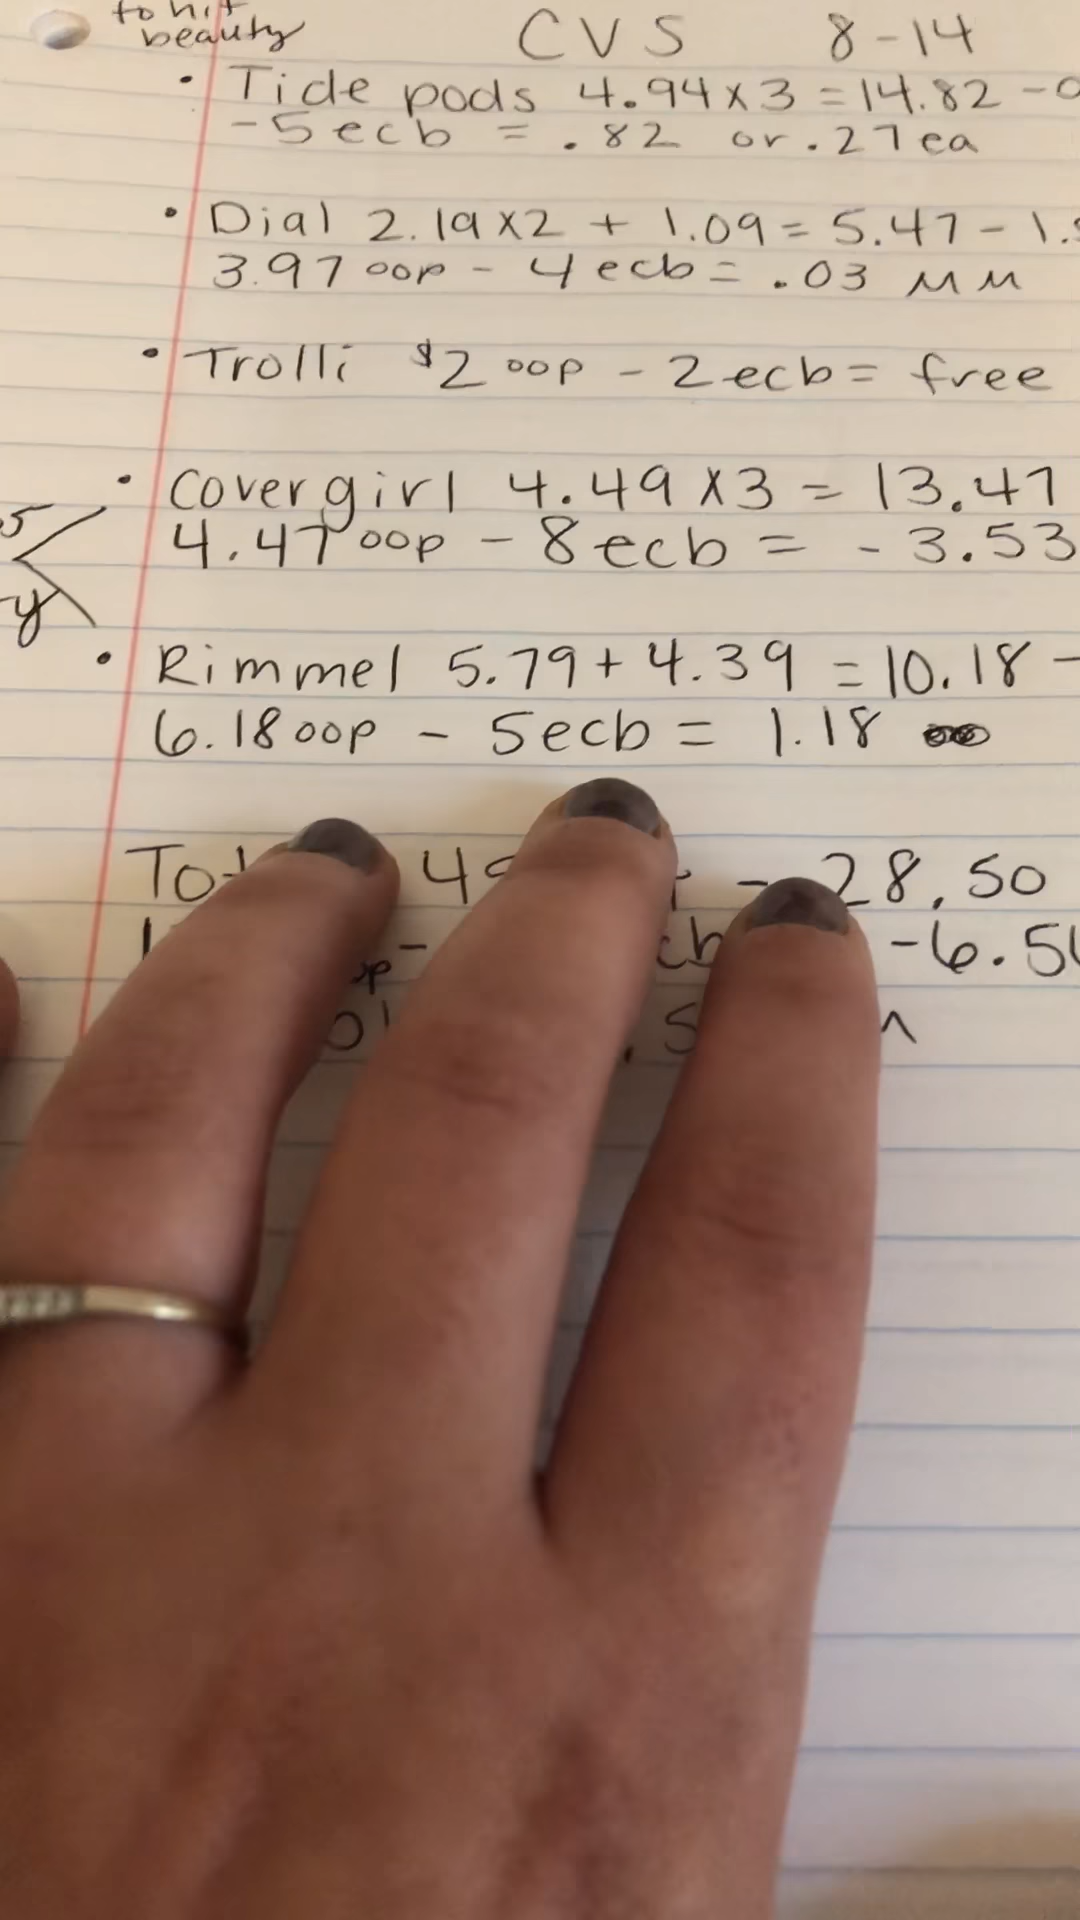 to hit
beauty
CVS 8-14
• Tide pods 4.94x3=14.82 -
-5ecb = .82 or .27ea
• Dial 2.19x2 + 1.09=5.47- 1.
3.97 oop - 4ecb= .03 MM
• Trolli $2 oop - 2ecb= free
• Covergirl 4.49x3 = 13.47
4.47 oop - 8ecb = -3.53
• Rimmel 5.79+4.39 =10.18 -
6.18 oop - 5ecb = 1.18
- 28.50